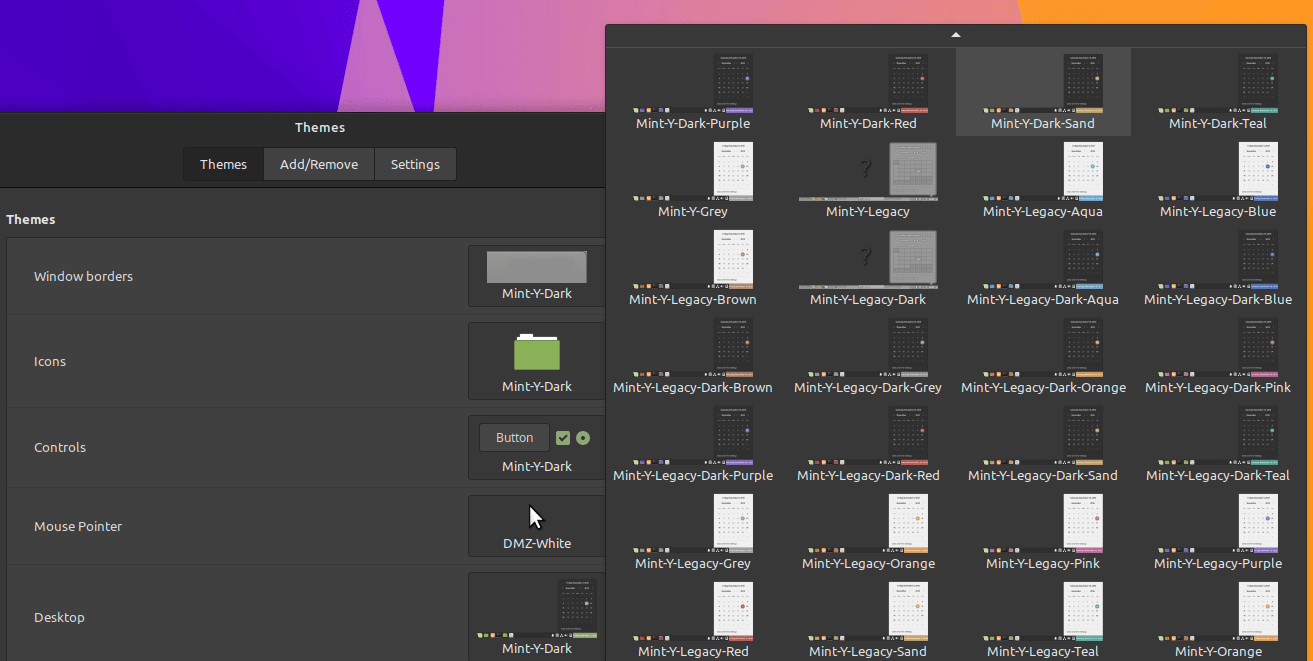 Themes
Themes
Add/Remove
Settings
Themes
Window borders
Mint-Y-Dark
Icons
Mint-Y-Dark
Controls
Button
Mint-Y-Dark
Mouse Pointer
DMZ-White
Desktop
Mint-Y-Dark
Mint-Y-Dark-Purple
Mint-Y-Dark-Red
Mint-Y-Dark-Sand
Mint-Y-Dark-Teal
Mint-Y-Grey
Mint-Y-Legacy
Mint-Y-Legacy-Aqua
Mint-Y-Legacy-Blue
Mint-Y-Legacy-Brown
Mint-Y-Legacy-Dark
Mint-Y-Legacy-Dark-Aqua
Mint-Y-Legacy-Dark-Blue
Mint-Y-Legacy-Dark-Brown
Mint-Y-Legacy-Dark-Grey
Mint-Y-Legacy-Dark-Orange
Mint-Y-Legacy-Dark-Pink
Mint-Y-Legacy-Dark-Purple
Mint-Y-Legacy-Dark-Red
Mint-Y-Legacy-Dark-Sand
Mint-Y-Legacy-Dark-Teal
Mint-Y-Legacy-Grey
Mint-Y-Legacy-Orange
Mint-Y-Legacy-Pink
Mint-Y-Legacy-Purple
Mint-Y-Legacy-Red
Mint-Y-Legacy-Sand
Mint-Y-Legacy-Teal
Mint-Y-Orange